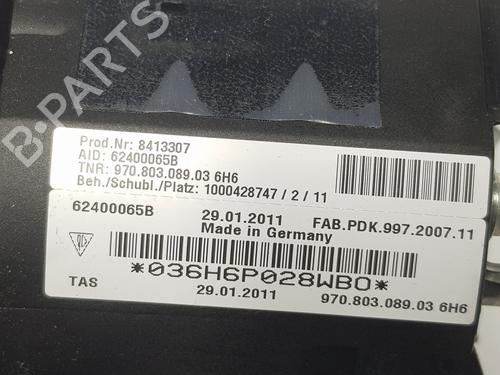 B-PARTS
Prod.Nr: 8413307
AID: 62400065B
TNR: 970.803.089.03 6H6
Beh./Schubl./Platz: 1000428747 / 2 / 11
62400065B 29.01.2011 FAB.PDK.997.2007.11
Made in Germany
*036H6P028WBO*
TAS 29.01.2011 970.803.089.03 6H6